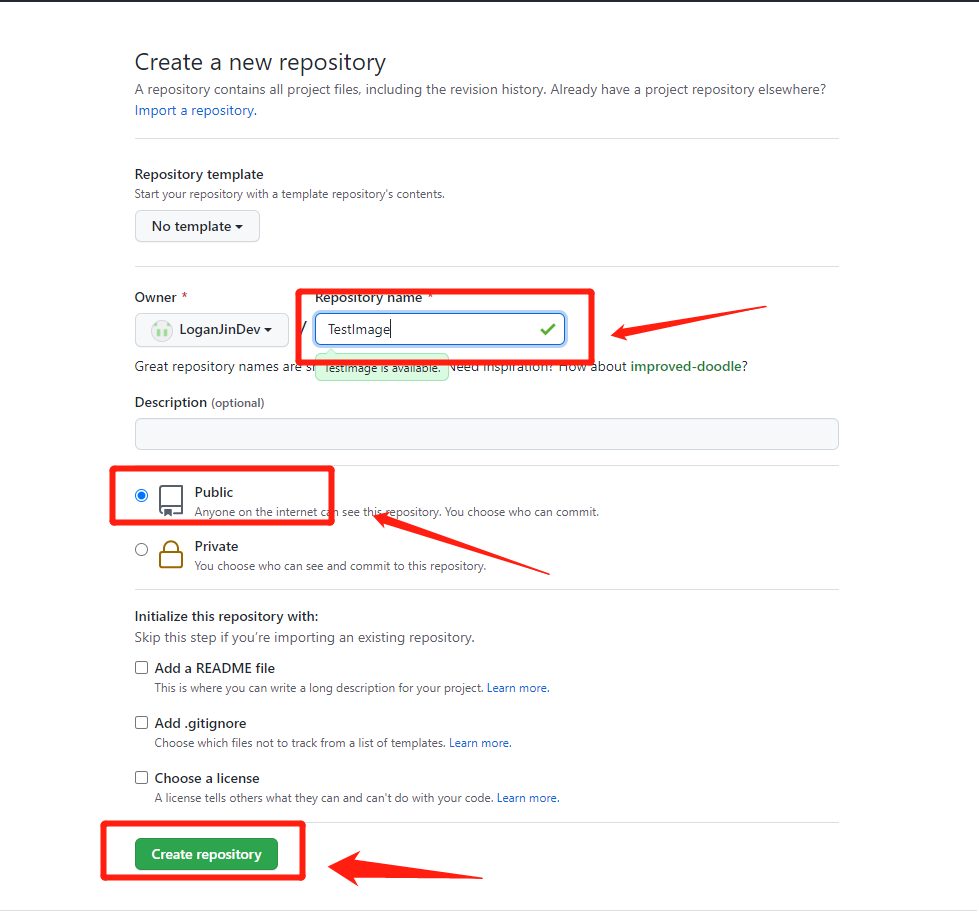 Create a new repository
A repository contains all project files, including the revision history. Already have a project repository elsewhere?
Import a repository.
Repository template
Start your repository with a template repository's contents.
No template
Owner *
Repository name *
LoganJinDev
/
TestImage
Great repository names are sh
TestImage is available.
Need inspiration? How about improved-doodle?
Description (optional)
Public
Anyone on the internet can see this repository. You choose who can commit.
Private
You choose who can see and commit to this repository.
Initialize this repository with:
Skip this step if you’re importing an existing repository.
Add a README file
This is where you can write a long description for your project. Learn more.
Add .gitignore
Choose which files not to track from a list of templates. Learn more.
Choose a license
A license tells others what they can and can't do with your code. Learn more.
Create repository